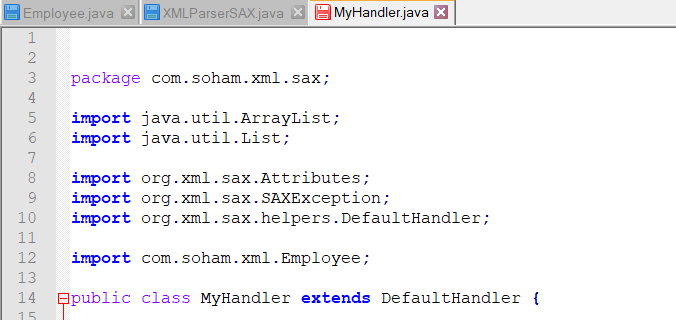 Employee.java XMLParserSAX.java MyHandler.java
1
2
3 package com.soham.xml.sax;
4
5 import java.util.ArrayList;
6 import java.util.List;
7
8 import org.xml.sax.Attributes;
9 import org.xml.sax.SAXException;
10 import org.xml.sax.helpers.DefaultHandler;
11
12 import com.soham.xml.Employee;
13
14 public class MyHandler extends DefaultHandler {
15